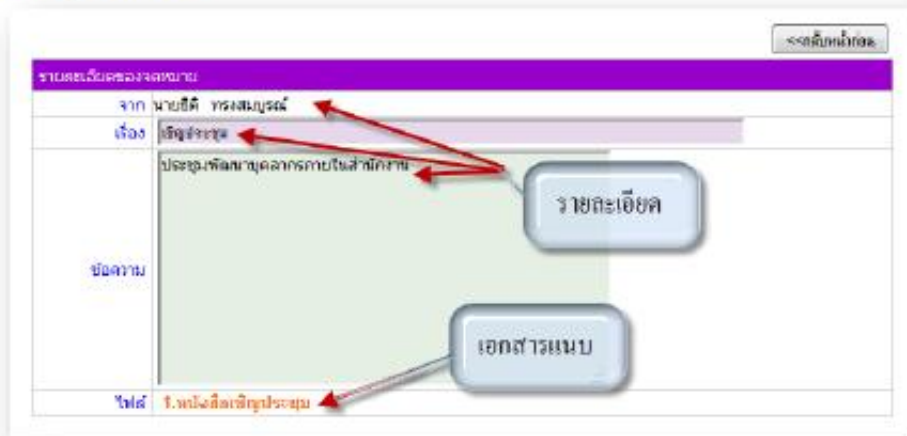 <<กลับหน้าก่อน
รายละเอียดของจดหมาย
จาก นายธิติ ทรงสมบูรณ์
เรื่อง เชิญประชุม
ประชุมพัฒนาบุคลากรภายในสำนักงาน
รายละเอียด
ข้อความ
เอกสารแนบ
ไฟล์ 1.หนังสือเชิญประชุม